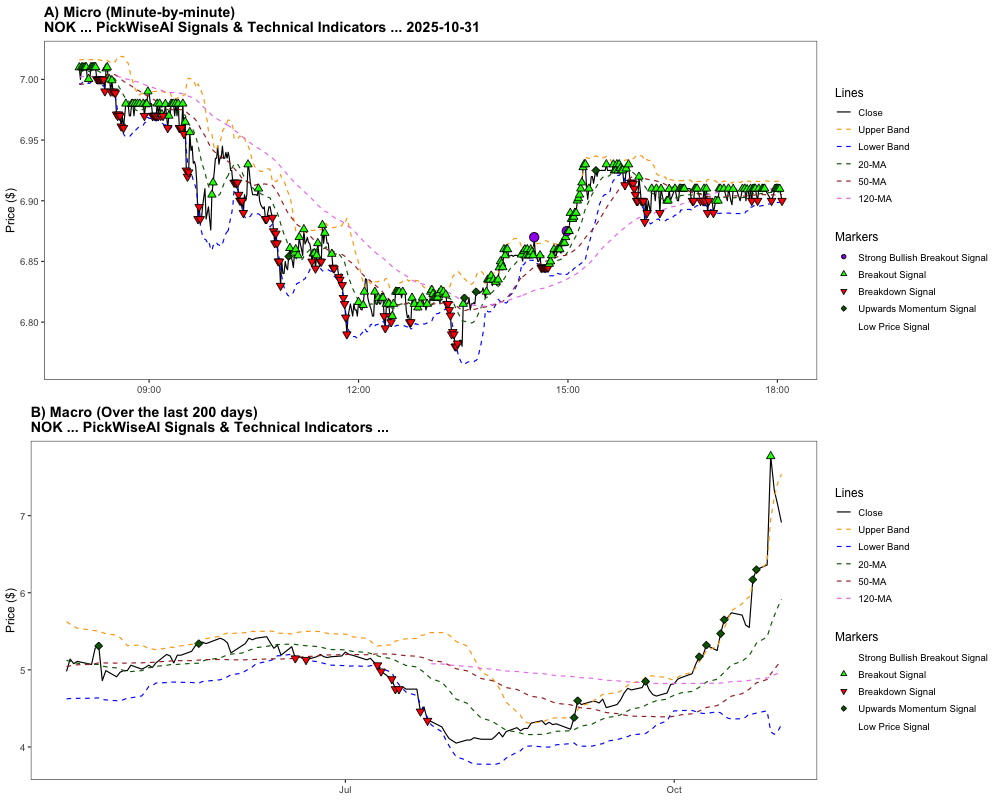 A) Micro (Minute-by-minute)
NOK ... PickWiseAI Signals & Technical Indicators ... 2025-10-31
Price ($)
7.00
6.95
6.90
6.85
6.80
09:00
12:00
15:00
18:00
Lines
Close
Upper Band
Lower Band
20-MA
50-MA
120-MA
Markers
Strong Bullish Breakout Signal
Breakout Signal
Breakdown Signal
Upwards Momentum Signal
Low Price Signal
B) Macro (Over the last 200 days)
NOK ... PickWiseAI Signals & Technical Indicators ...
Price ($)
7
6
5
4
Jul
Oct
Lines
Close
Upper Band
Lower Band
20-MA
50-MA
120-MA
Markers
Strong Bullish Breakout Signal
Breakout Signal
Breakdown Signal
Upwards Momentum Signal
Low Price Signal